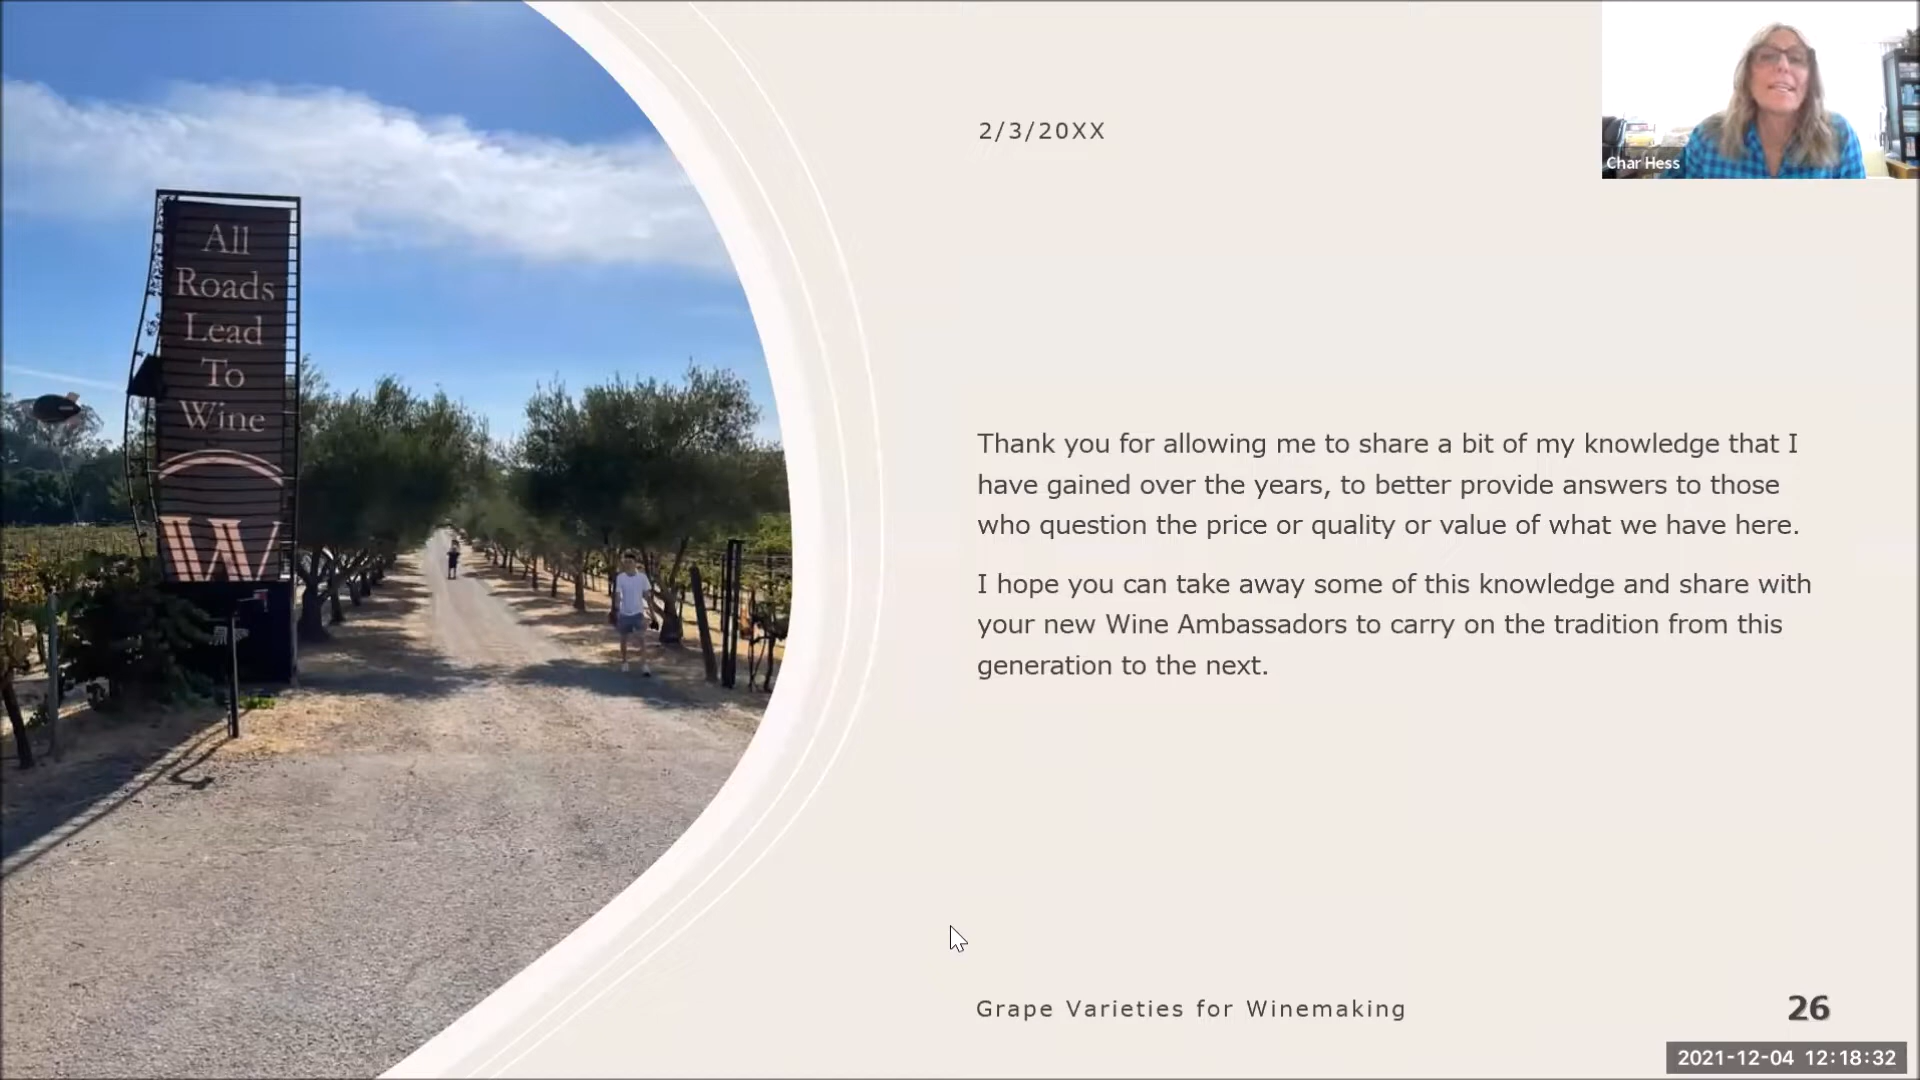 All
Roads
Lead
To
Wine
W
2/3/20XX
Char Hess
Thank you for allowing me to share a bit of my knowledge that I
have gained over the years, to better provide answers to those
who question the price or quality or value of what we have here.
I hope you can take away some of this knowledge and share with
your new Wine Ambassadors to carry on the tradition from this
generation to the next.
Grape Varieties for Winemaking
26
2021-12-04 12:18:32